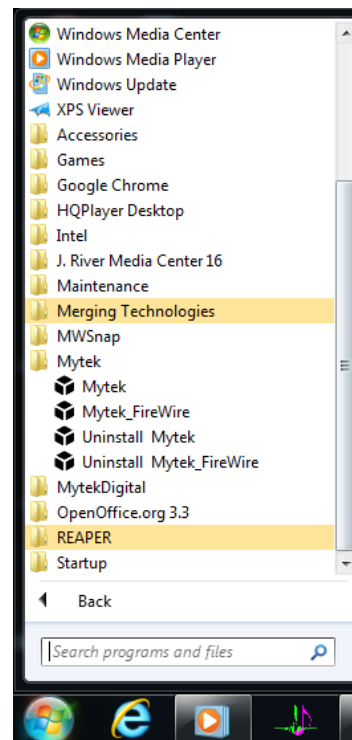 Windows Media Center
Windows Media Player
Windows Update
XPS Viewer
Accessories
Games
Google Chrome
HQPlayer Desktop
Intel
J. River Media Center 16
Maintenance
Merging Technologies
MWSnap
Mytek
Mytek
Mytek_FireWire
Uninstall Mytek
Uninstall Mytek_FireWire
MytekDigital
OpenOffice.org 3.3
REAPER
Startup
Back
Search programs and files